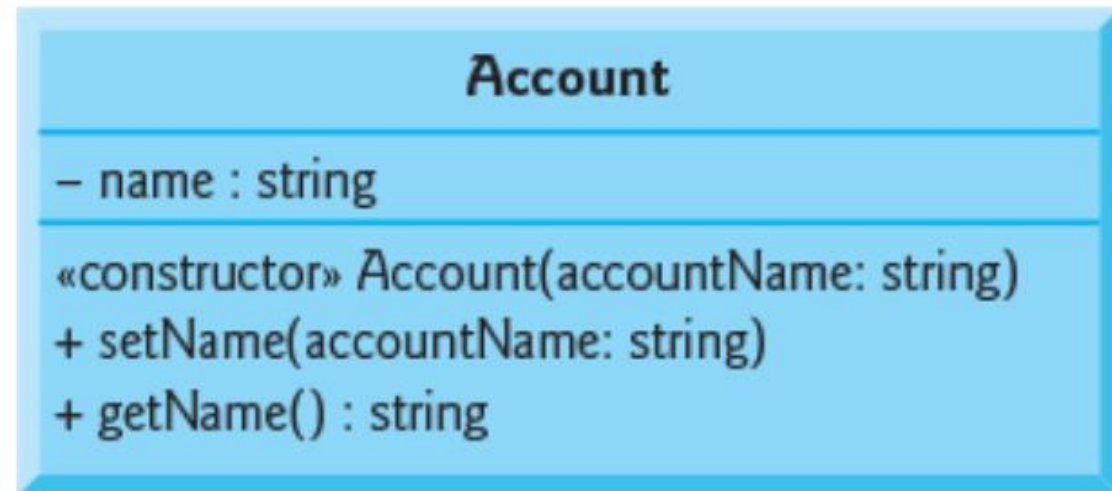 Account
– name : string
«constructor» Account(accountName: string)
+ setName(accountName: string)
+ getName() : string